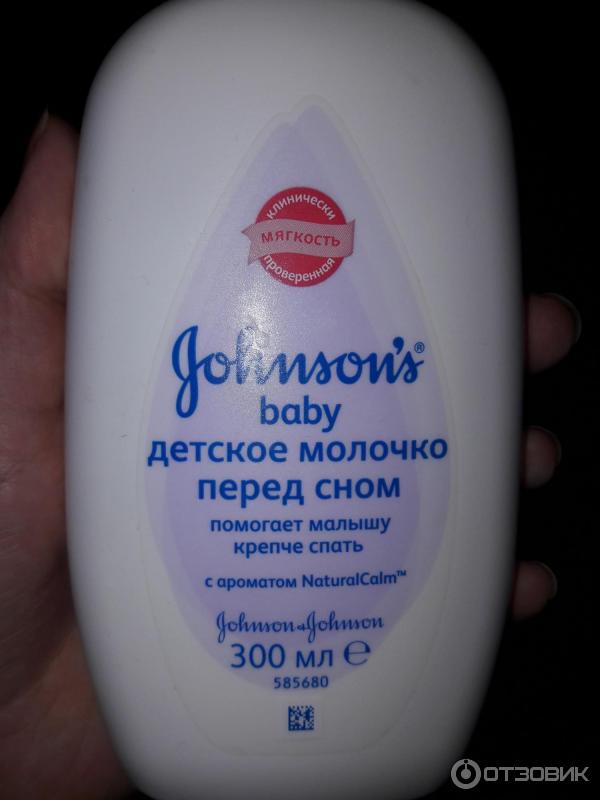 клинически
мягкость
проверенная
Johnson's®
baby
детское молочко
перед сном
помогает малышу
крепче спать
с ароматом NaturalCalm™
Johnson & Johnson
300 мл ℮
585680
ОТЗОВИК